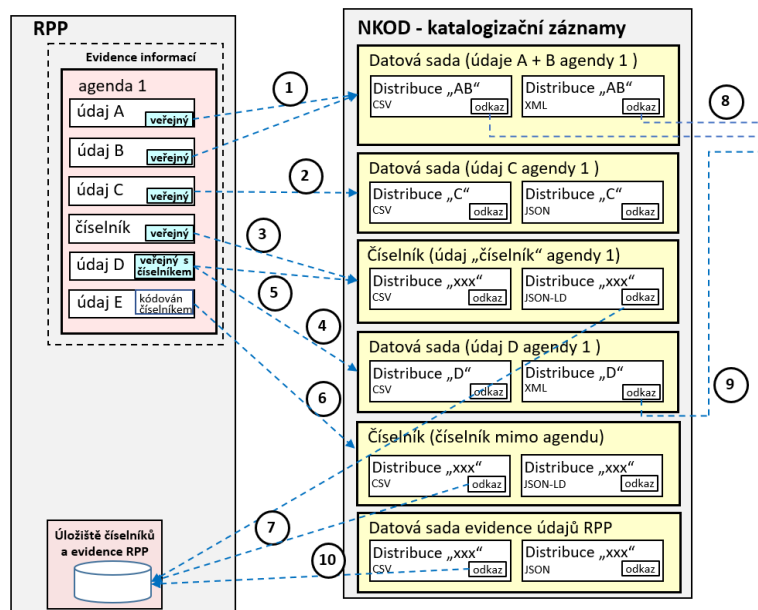 RPP
Evidence informací
agenda 1
údaj A
veřejný
údaj B
veřejný
údaj C
veřejný
číselník
veřejný
údaj D
veřejný s
číselníkem
údaj E
kódován
číselníkem
Úložiště číselníků
a evidence RPP
1
2
3
5
4
6
7
10
NKOD - katalogizační záznamy
Datová sada (údaje A + B agendy 1 )
Distribuce „AB“
CSV
odkaz
Distribuce „AB“
XML
odkaz
Datová sada (údaj C agendy 1 )
Distribuce „C“
CSV
odkaz
Distribuce „C“
JSON
odkaz
Číselník (údaj „číselník“ agendy 1)
Distribuce „xxx“
CSV
odkaz
Distribuce „xxx“
JSON-LD
odkaz
Datová sada (údaj D agendy 1 )
Distribuce „D“
CSV
odkaz
Distribuce „D“
XML
odkaz
Číselník (číselník mimo agendu)
Distribuce „xxx“
CSV
odkaz
Distribuce „xxx“
JSON-LD
odkaz
Datová sada evidence údajů RPP
Distribuce „xxx“
CSV
odkaz
Distribuce „xxx“
JSON
odkaz
8
9